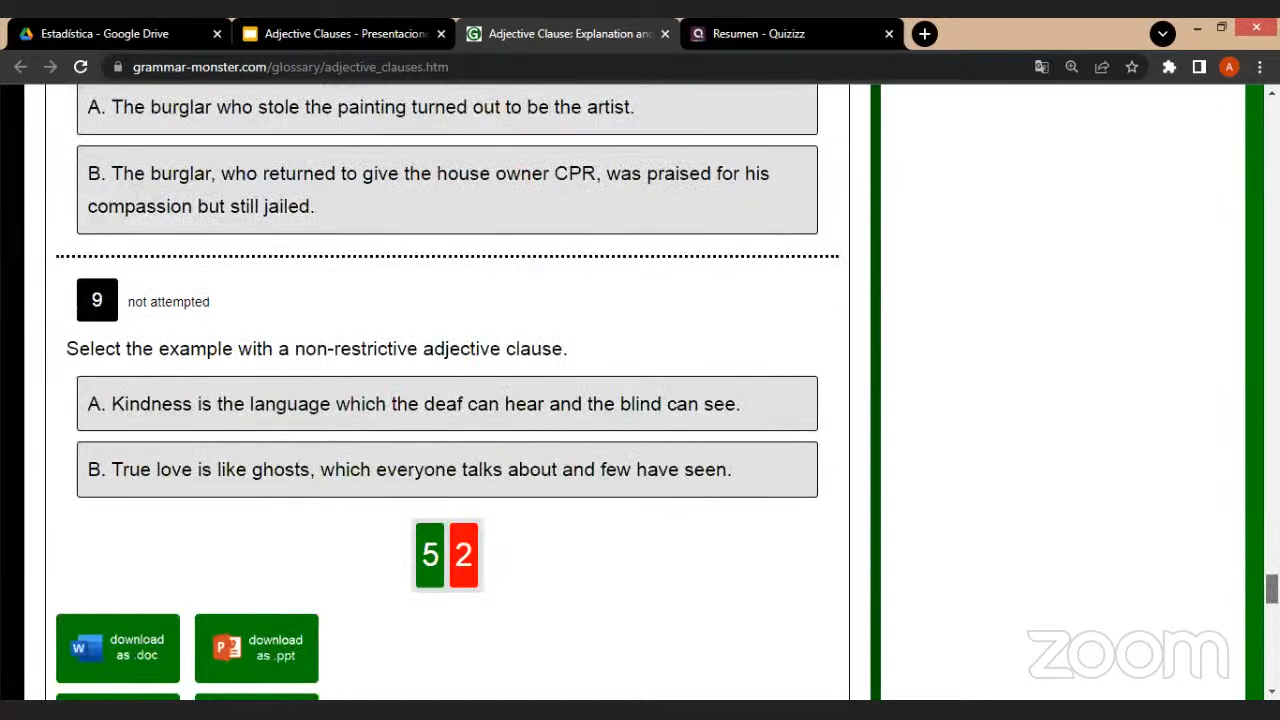 Estadística - Google Drive
Adjective Clauses - Presentacion
Adjective Clause: Explanation an
Resumen - Quizizz
grammar-monster.com/glossary/adjective_clauses.htm
A
A. The burglar who stole the painting turned out to be the artist.
B. The burglar, who returned to give the house owner CPR, was praised for his
compassion but still jailed.
9 not attempted
Select the example with a non-restrictive adjective clause.
A. Kindness is the language which the deaf can hear and the blind can see.
B. True love is like ghosts, which everyone talks about and few have seen.
5 2
download
as .doc
download
as .ppt
zoom